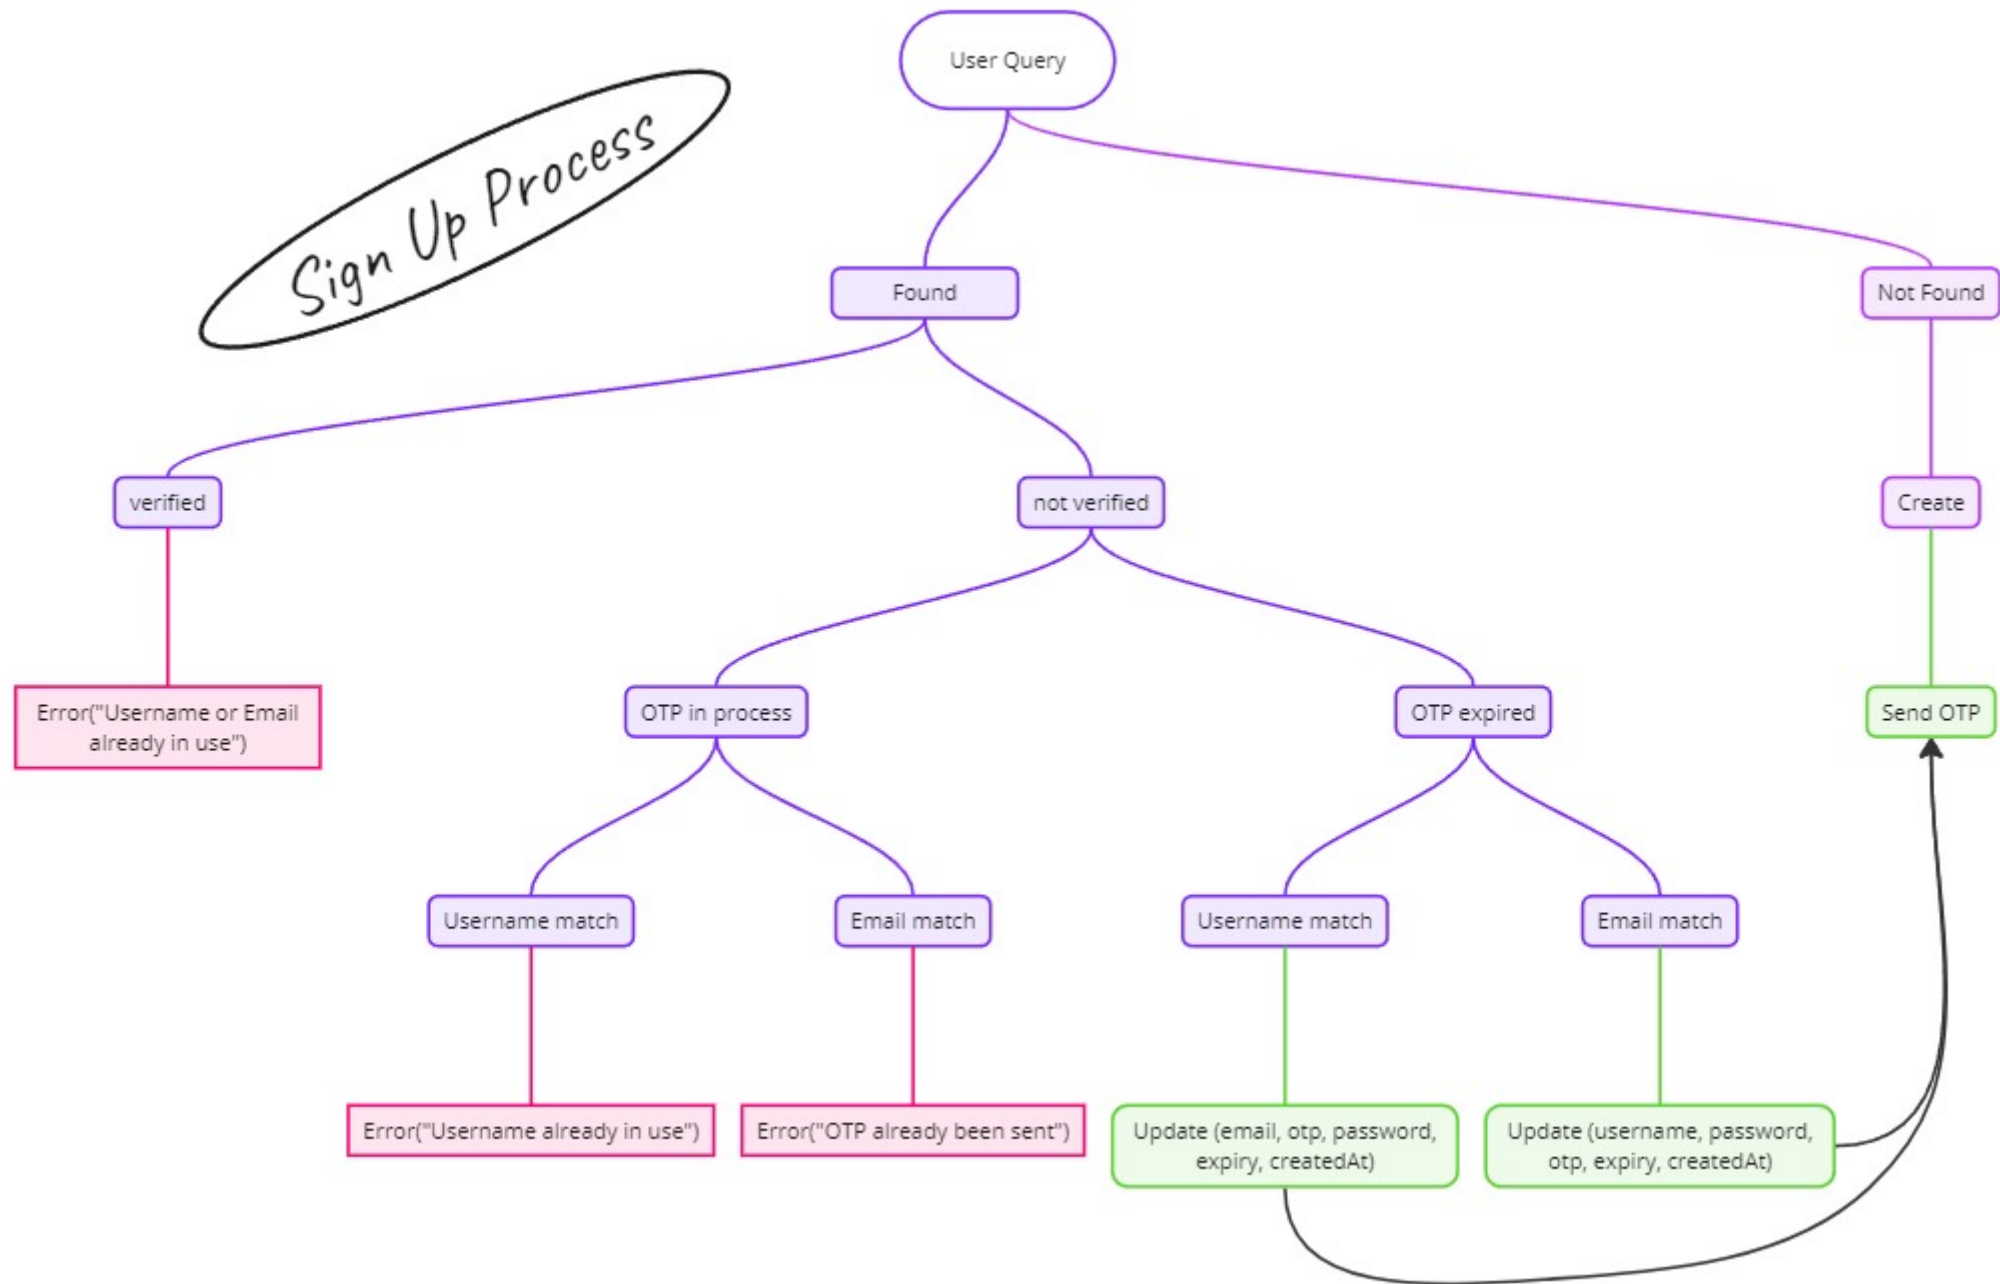 User Query
Sign Up Process
Found
Not Found
verified
not verified
Create
Error("Username or Email
already in use")
OTP in process
OTP expired
Send OTP
Username match
Email match
Username match
Email match
Error("Username already in use")
Error("OTP already been sent")
Update (email, otp, password,
expiry, createdAt)
Update (username, password,
otp, expiry, createdAt)